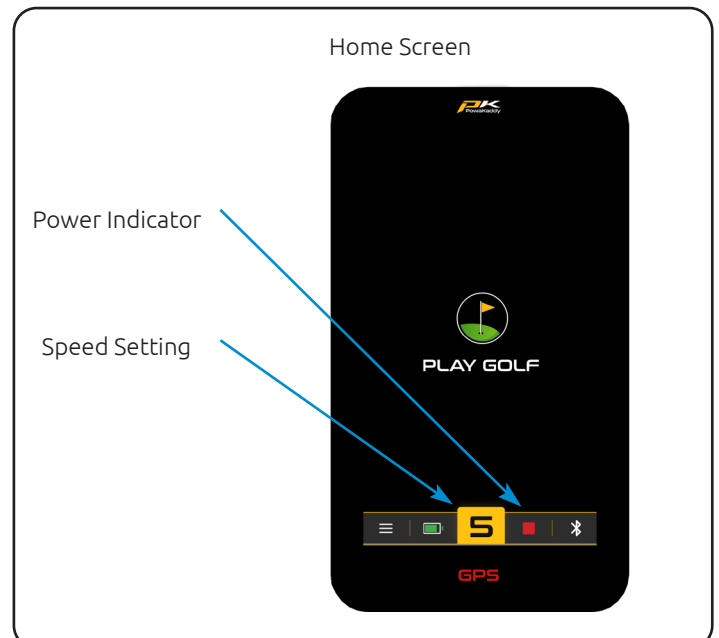 Home Screen
PK
PowaKaddy
Power Indicator
Speed Setting
PLAY GOLF
5
GPS